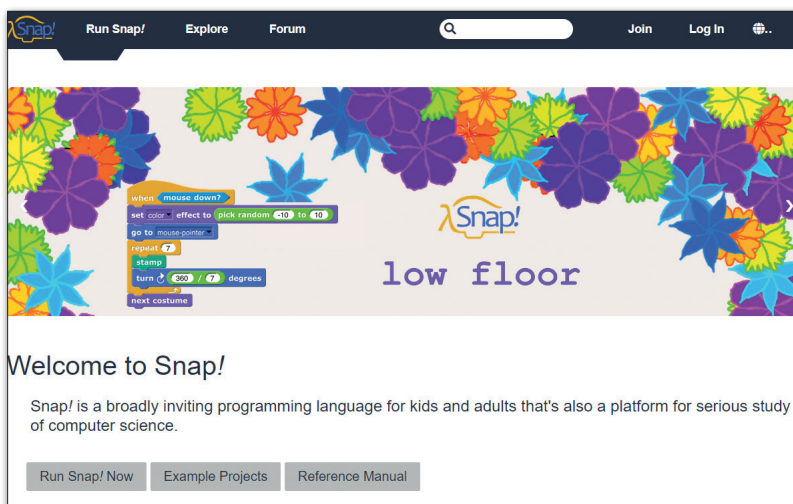 Snap!
Run Snap! Explore Forum Join Log In ..
when mouse down?
set color effect to pick random -10 to 10
go to mouse-pointer
repeat 7
stamp
turn 360 / 7 degrees
next costume
λSnap!
low floor
Welcome to Snap!
Snap! is a broadly inviting programming language for kids and adults that's also a platform for serious study
of computer science.
Run Snap! Now Example Projects Reference Manual